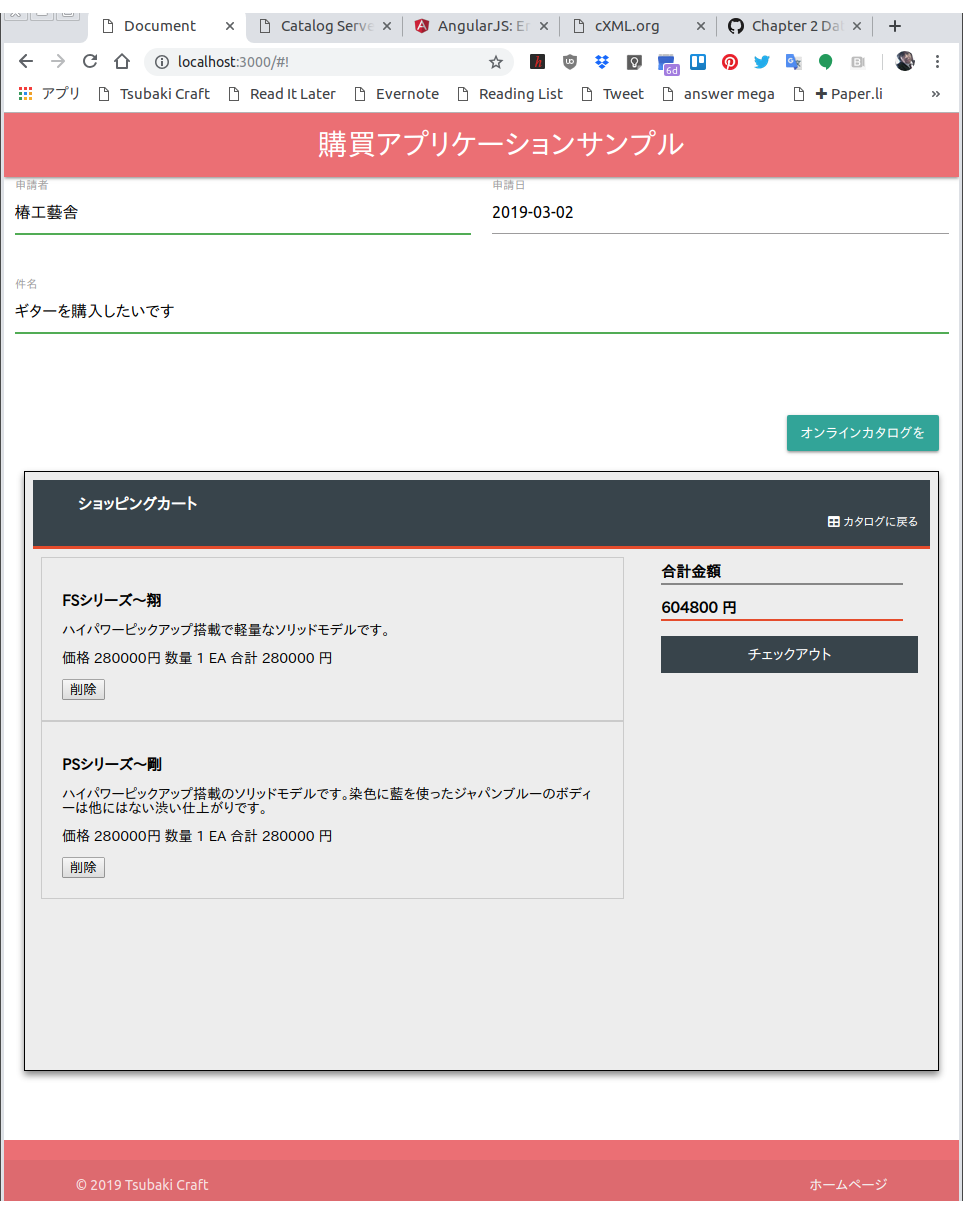 Document
Catalog Serve
AngularJS: Er
cXML.org
Chapter 2 Dat
localhost:3000/#!
6d
アプリ
Tsubaki Craft
Read It Later
Evernote
Reading List
Tweet
answer mega
✚ Paper.li
»
購買アプリケーションサンプル
申請者
申請日
椿工藝舎
2019-03-02
件名
ギターを購入したいです
オンラインカタログを
ショッピングカート
カタログに戻る
FSシリーズ〜翔
ハイパワーピックアップ搭載で軽量なソリッドモデルです。
価格 280000円 数量 1 EA 合計 280000 円
削除
PSシリーズ〜剛
ハイパワーピックアップ搭載のソリッドモデルです。染色に藍を使ったジャパンブルーのボディ
ーは他にはない渋い仕上がりです。
価格 280000円 数量 1 EA 合計 280000 円
削除
合計金額
604800 円
チェックアウト
© 2019 Tsubaki Craft
ホームページ